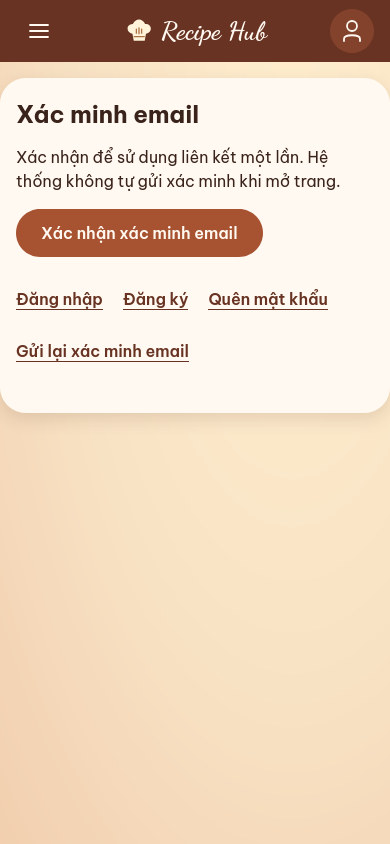 Recipe Hub
Xác minh email
Xác nhận để sử dụng liên kết một lần. Hệ
thống không tự gửi xác minh khi mở trang.
Xác nhận xác minh email
Đăng nhập Đăng ký Quên mật khẩu
Gửi lại xác minh email